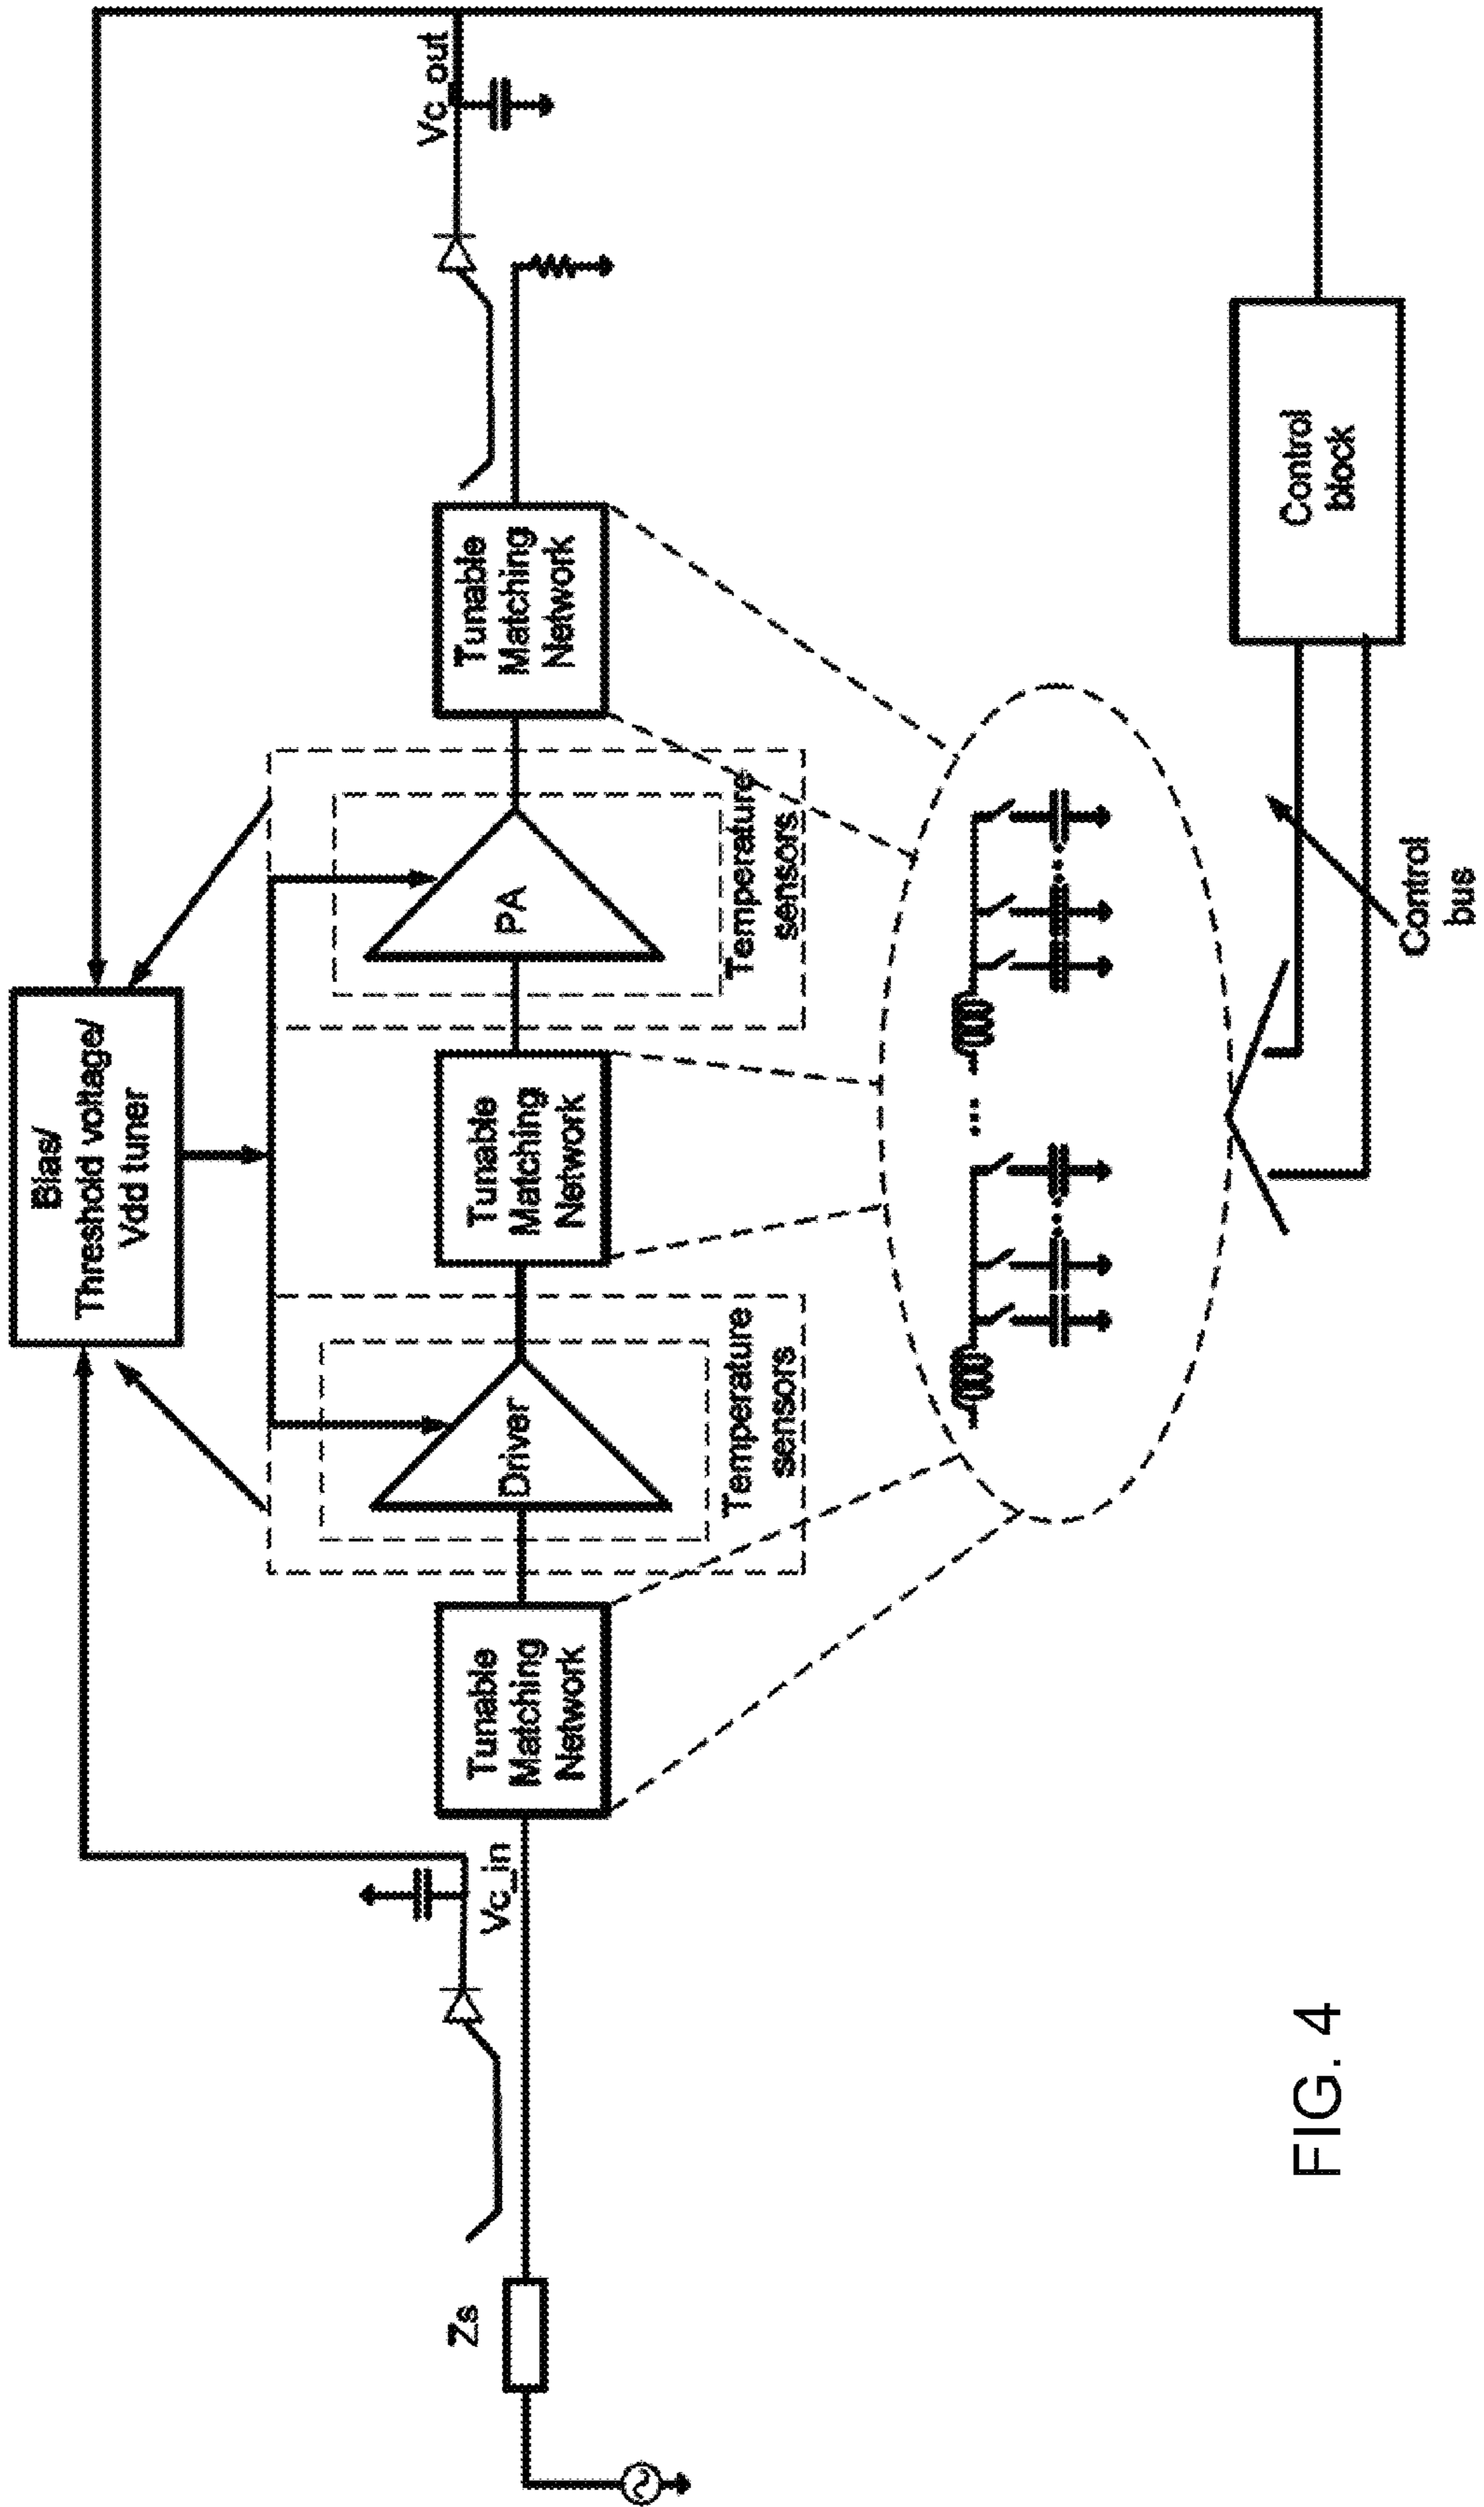 Bias/
Threshold voltage/
Vdd tuner
Zs
Vc_in
Tunable
Matching
Network
Driver
Temperature
sensors
Tunable
Matching
Network
PA
Temperature
sensors
Tunable
Matching
Network
Vc_out
Control
bus
Control
block
FIG. 4